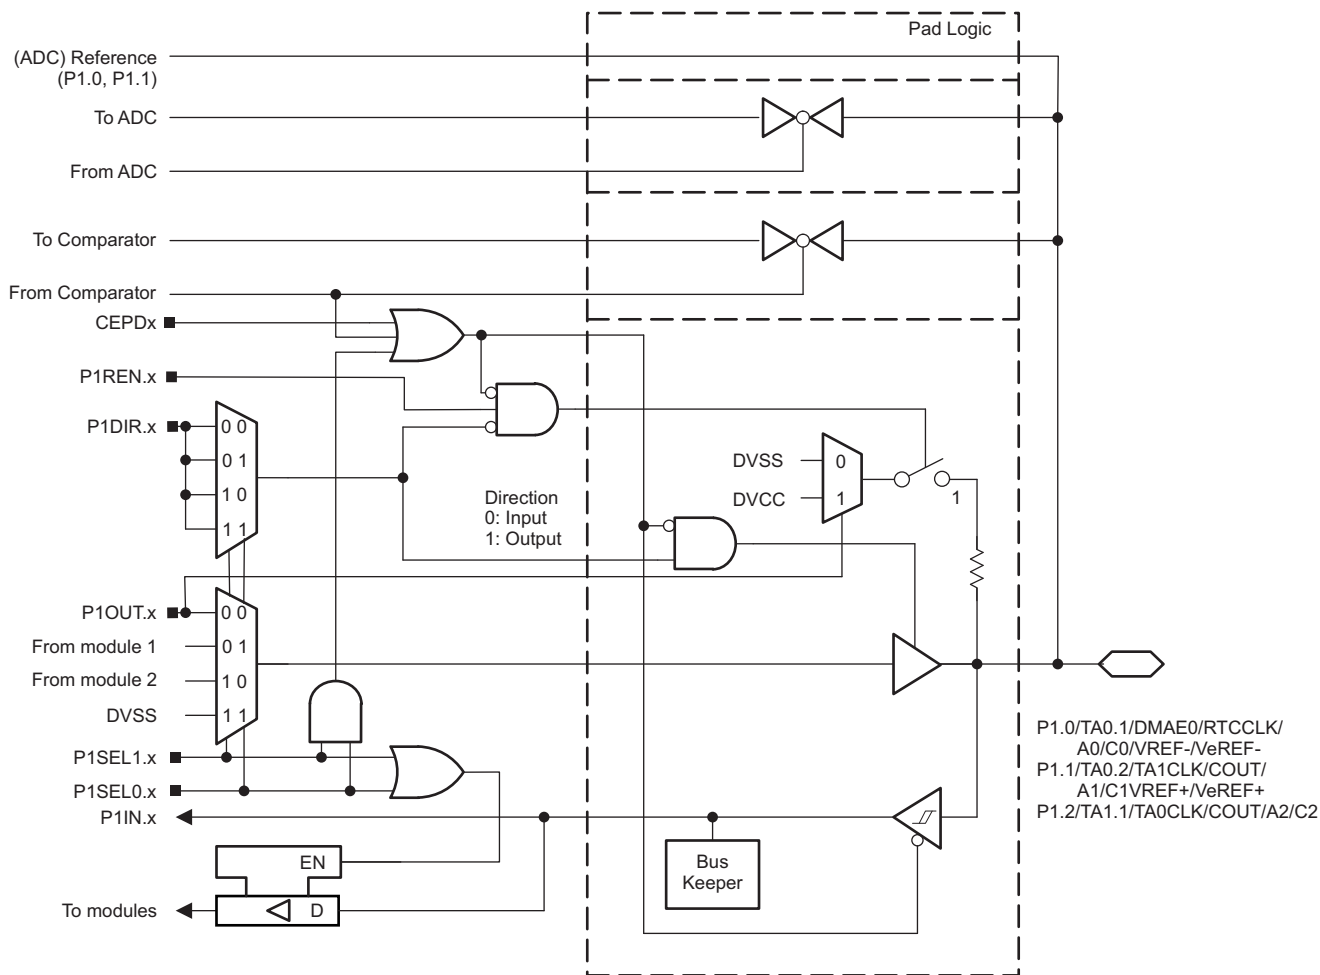 Pad Logic
(ADC) Reference
(P1.0, P1.1)
To ADC
From ADC
To Comparator
From Comparator
CEPDx
P1REN.x
P1DIR.x
0 0
0 1
1 0
1 1
Direction
0: Input
1: Output
DVSS
0
DVCC
1
1
P1OUT.x
0 0
From module 1
0 1
From module 2
1 0
DVSS
1 1
P1SEL1.x
P1SEL0.x
P1IN.x
EN
To modules
D
Bus
Keeper
P1.0/TA0.1/DMAE0/RTCCLK/
A0/C0/VREF-/VeREF-
P1.1/TA0.2/TA1CLK/COUT/
A1/C1VREF+/VeREF+
P1.2/TA1.1/TA0CLK/COUT/A2/C2